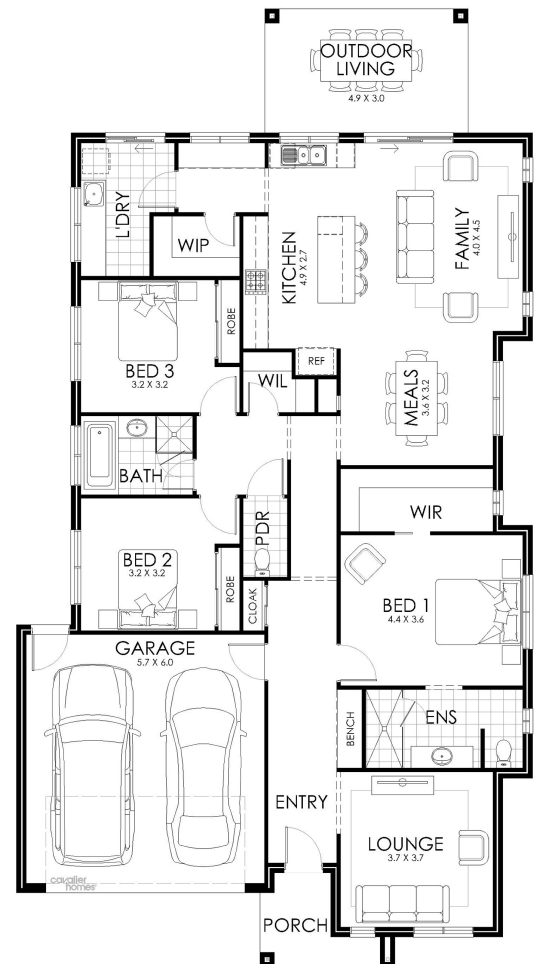 OUTDOOR
LIVING
4.9 X 3.0
L'DRY
WIP
KITCHEN
4.9 X 2.7
FAMILY
4.0 X 4.5
ROBE
BED 3
3.2 X 3.2
REF
WIL
MEALS
3.6 X 3.2
BATH
PDR
WIR
BED 2
3.2 X 3.2
ROBE
CLOAK
BED 1
4.4 X 3.6
GARAGE
5.7 X 6.0
BENCH
ENS
ENTRY
LOUNGE
3.7 X 3.7
cavalier
homes
PORCH